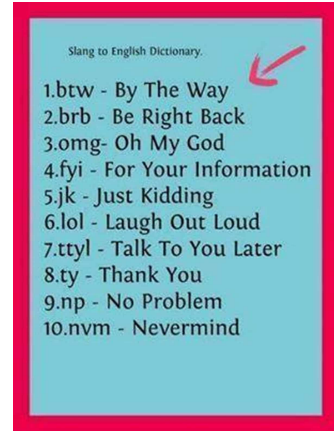 Slang to English Dictionary.
1.btw - By The Way
2.brb - Be Right Back
3.omg- Oh My God
4.fyi - For Your Information
5.jk - Just Kidding
6.lol - Laugh Out Loud
7.ttyl - Talk To You Later
8.ty - Thank You
9.np - No Problem
10.nvm - Nevermind